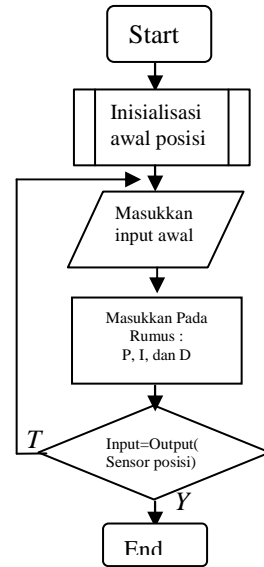 Start
Inisialisasi
awal posisi
Masukkan
input awal
Masukkan Pada
Rumus :
P, I, dan D
T
Input=Output(
Sensor posisi)
Y
End